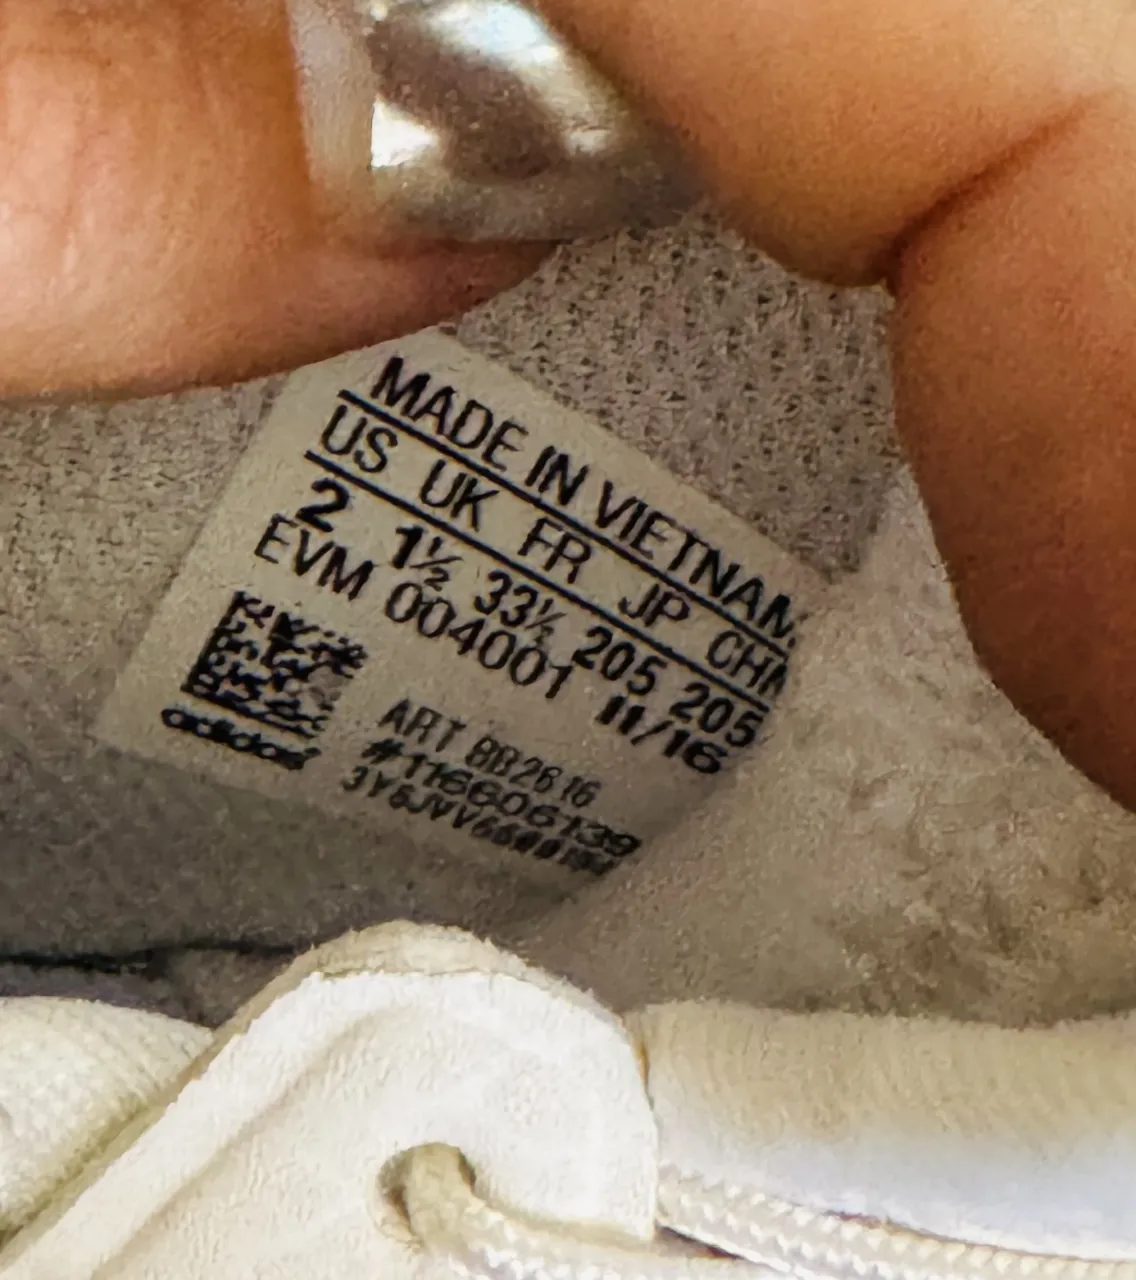 MADE IN VIETNAM
US UK FR JP CHN
2 1½ 33½ 205 205
EVM 004001 11/16
ART BB2616
#116606139
adidas